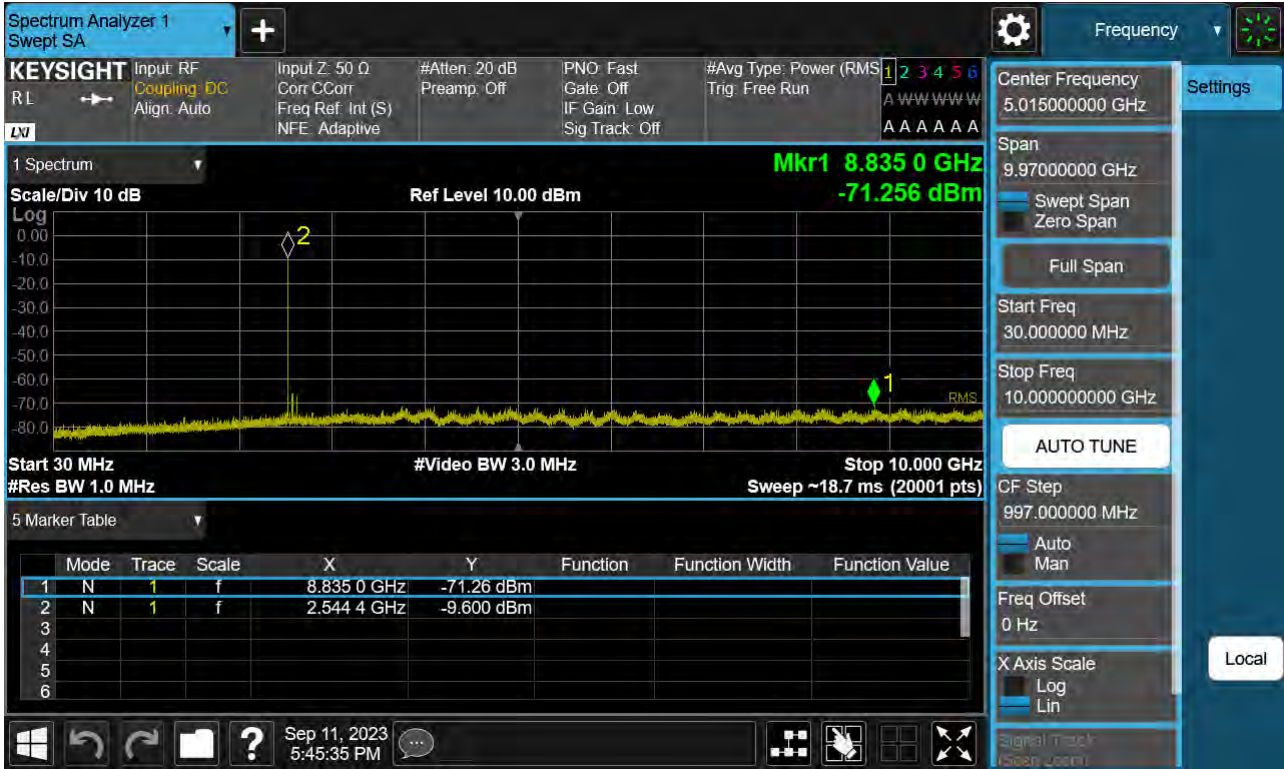 Spectrum Analyzer 1
Swept SA
Frequency
KEYSIGHT
RL
LXI
Input: RF
Coupling: DC
Align: Auto
Input Z: 50 Ω
Corr CCorr
Freq Ref: Int (S)
NFE: Adaptive
#Atten: 20 dB
Preamp: Off
PNO: Fast
Gate: Off
IF Gain: Low
Sig Track: Off
#Avg Type: Power (RMS
Trig: Free Run
1 2 3 4 5 6
A W W W W W
A A A A A A
1 Spectrum
Mkr1 8.835 0 GHz
-71.256 dBm
Scale/Div 10 dB
Ref Level 10.00 dBm
Log
0.00
-10.0
-20.0
-30.0
-40.0
-50.0
-60.0
-70.0
-80.0
2
1
RMS
Start 30 MHz
#Video BW 3.0 MHz
Stop 10.000 GHz
#Res BW 1.0 MHz
Sweep ~18.7 ms (20001 pts)
5 Marker Table
Mode Trace Scale X Y Function Function Width Function Value
1 N 1 f 8.835 0 GHz -71.26 dBm
2 N 1 f 2.544 4 GHz -9.600 dBm
3
4
5
6
Sep 11, 2023
5:45:35 PM
Center Frequency
5.015000000 GHz
Span
9.97000000 GHz
Swept Span
Zero Span
Full Span
Start Freq
30.000000 MHz
Stop Freq
10.000000000 GHz
AUTO TUNE
CF Step
997.000000 MHz
Auto
Man
Freq Offset
0 Hz
X Axis Scale
Log
Lin
Signal Track
(Span Zoom)
Settings
Local